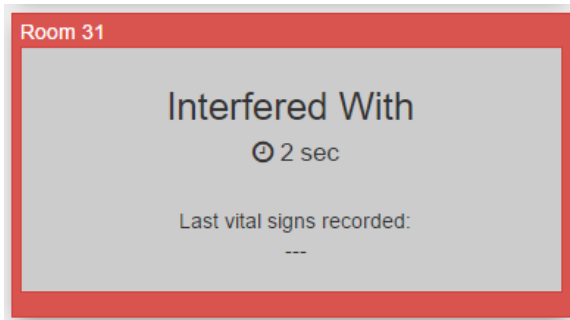 Room 31
Interfered With
2 sec
Last vital signs recorded:
---